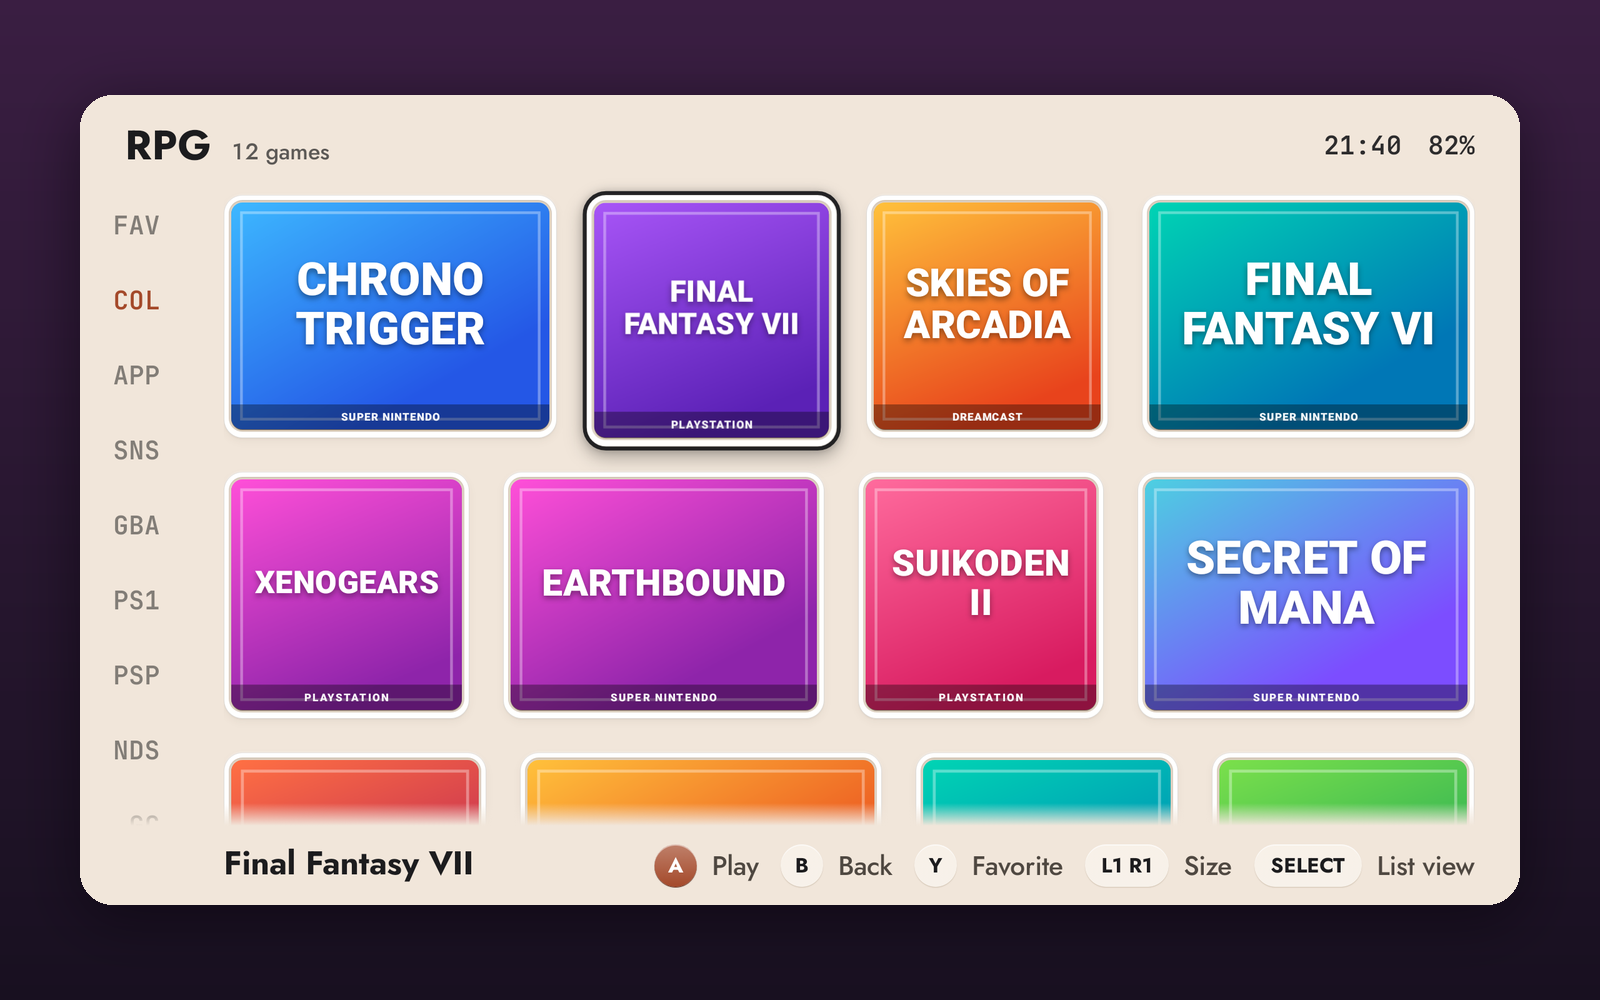 RPG 12 games
21:40 82%
FAV
COL
APP
SNS
GBA
PS1
PSP
NDS
CHRONO
TRIGGER
SUPER NINTENDO
FINAL
FANTASY VII
PLAYSTATION
SKIES OF
ARCADIA
DREAMCAST
FINAL
FANTASY VI
SUPER NINTENDO
XENOGEARS
PLAYSTATION
EARTHBOUND
SUPER NINTENDO
SUIKODEN
II
PLAYSTATION
SECRET OF
MANA
SUPER NINTENDO
Final Fantasy VII
A Play B Back Y Favorite L1 R1 Size SELECT List view